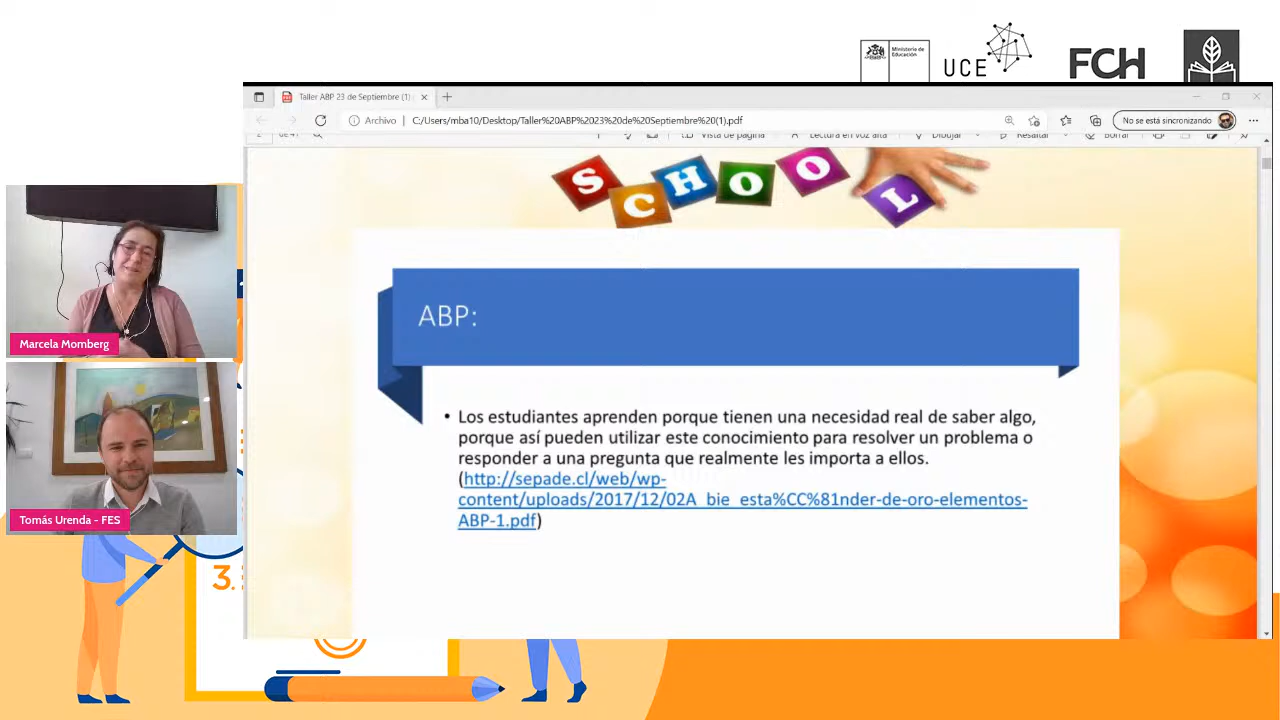 Ministerio de
Educación
UCE
FCH
Taller ABP 23 de Septiembre (1)
Archivo
C:/Users/mba10/Desktop/Taller%20ABP%2023%20de%20Septiembre%20(1).pdf
No se está sincronizando
2
de 41
Vista de página
Lectura en voz alta
Dibujar
Resaltar
Borrar
SCHOOL
ABP:
• Los estudiantes aprenden porque tienen una necesidad real de saber algo,
porque así pueden utilizar este conocimiento para resolver un problema o
responder a una pregunta que realmente les importa a ellos.
(http://sepade.cl/web/wp-
content/uploads/2017/12/02A_bie_esta%CC%81nder-de-oro-elementos-
ABP-1.pdf)
Marcela Momberg
Tomás Urenda - FES
3.